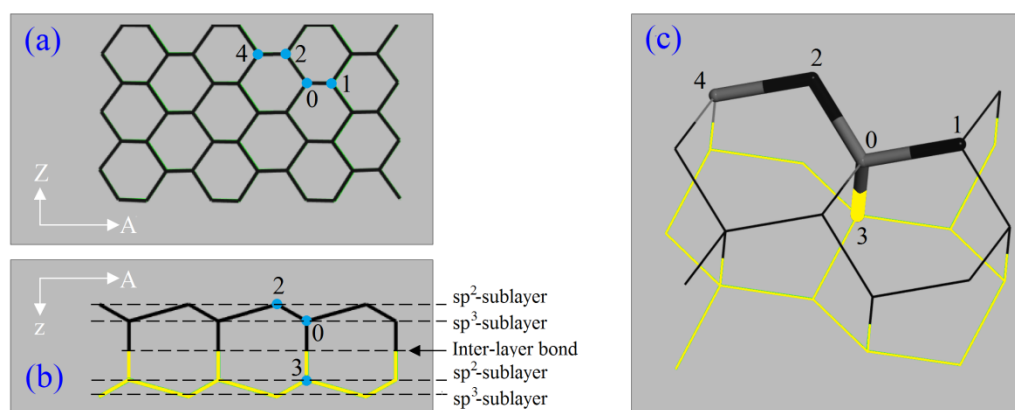 (a)
4 2
0 1
Z
A
A
z
2
0
3
sp²-sublayer
sp³-sublayer
Inter-layer bond
sp²-sublayer
sp³-sublayer
(b)
(c)
4
2
0
1
3